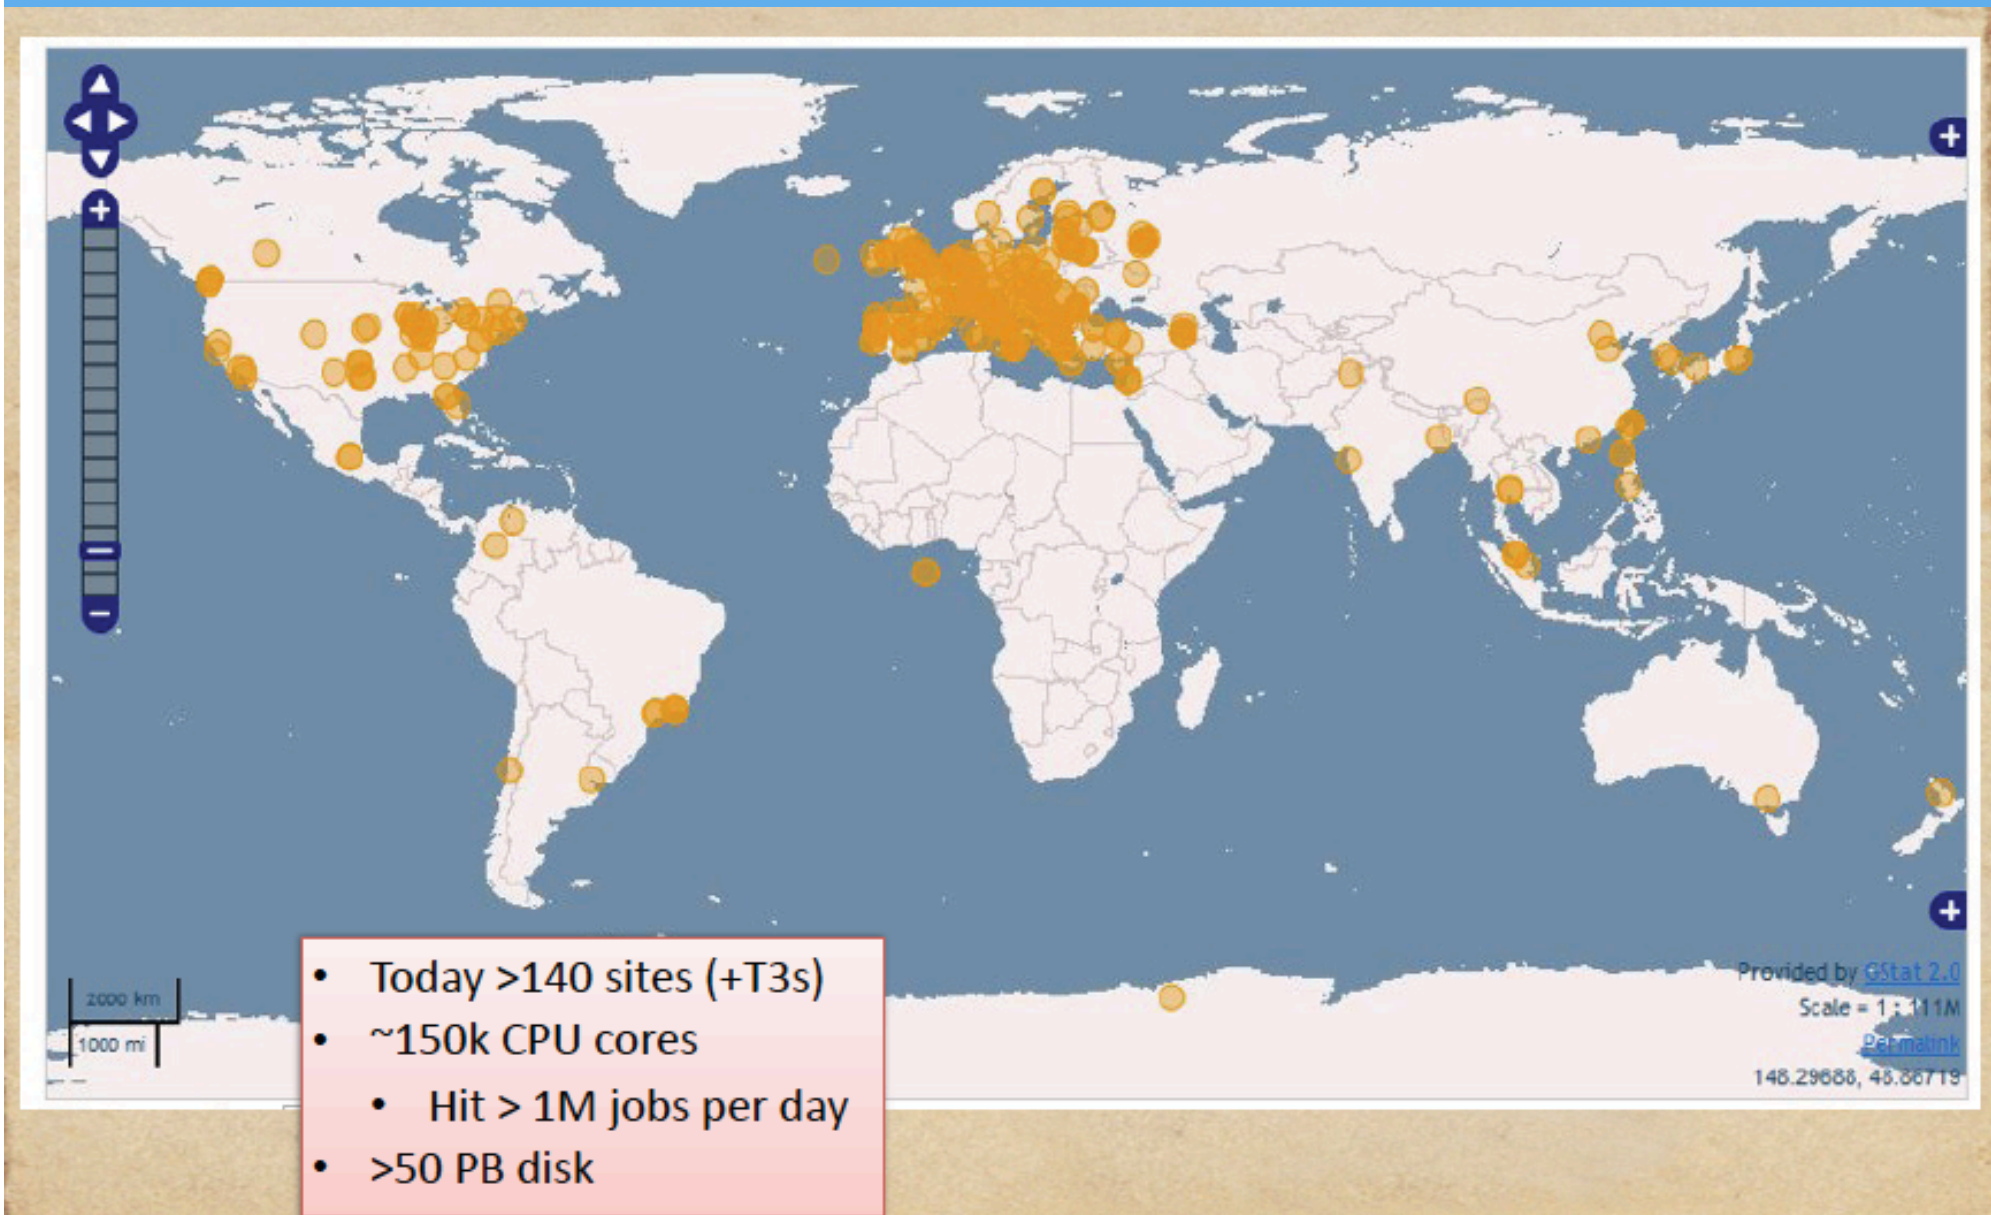 2000 km
1000 mi
• Today >140 sites (+T3s)
• ~150k CPU cores
• Hit > 1M jobs per day
• >50 PB disk
Provided by GStat 2.0
Scale = 1 : 111M
Permalink
148.29688, 48.86719